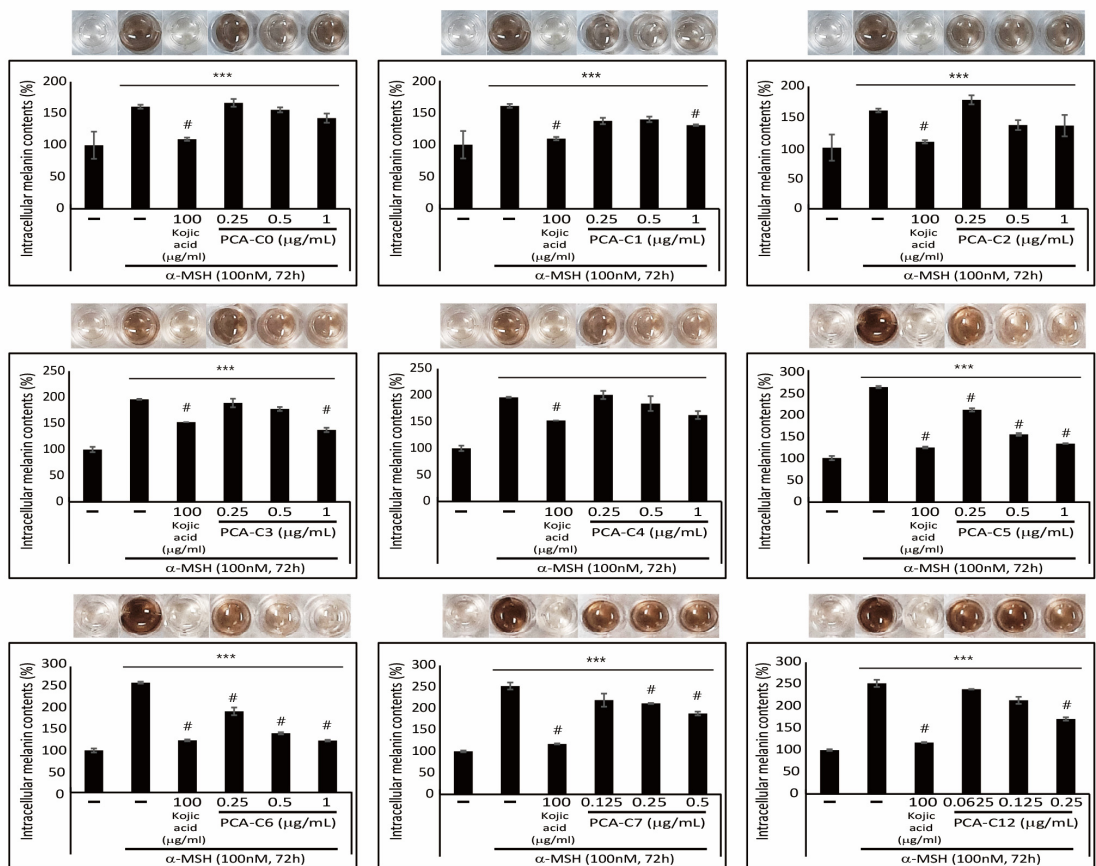 Intracellular melanin contents (%)
200
150
100
50
0
***
#
– – 100 0.25 0.5 1
Kojic
acid
(μg/ml)
PCA-C0 (μg/mL)
α-MSH (100nM, 72h)
Intracellular melanin contents (%)
200
150
100
50
0
***
# #
– – 100 0.25 0.5 1
Kojic
acid
(μg/ml)
PCA-C1 (μg/mL)
α-MSH (100nM, 72h)
Intracellular melanin contents (%)
200
150
100
50
0
***
#
– – 100 0.25 0.5 1
Kojic
acid
(μg/ml)
PCA-C2 (μg/mL)
α-MSH (100nM, 72h)
Intracellular melanin contents (%)
250
200
150
100
50
0
***
# #
– – 100 0.25 0.5 1
Kojic
acid
(μg/ml)
PCA-C3 (μg/mL)
α-MSH (100nM, 72h)
Intracellular melanin contents (%)
250
200
150
100
50
0
#
– – 100 0.25 0.5 1
Kojic
acid
(μg/ml)
PCA-C4 (μg/mL)
α-MSH (100nM, 72h)
Intracellular melanin contents (%)
300
250
200
150
100
50
0
***
# # # #
– – 100 0.25 0.5 1
Kojic
acid
(μg/ml)
PCA-C5 (μg/mL)
α-MSH (100nM, 72h)
Intracellular melanin contents (%)
300
250
200
150
100
50
0
***
# # # #
– – 100 0.25 0.5 1
Kojic
acid
(μg/ml)
PCA-C6 (μg/mL)
α-MSH (100nM, 72h)
Intracellular melanin contents (%)
300
250
200
150
100
50
0
***
# # #
– – 100 0.125 0.25 0.5
Kojic
acid
(μg/ml)
PCA-C7 (μg/mL)
α-MSH (100nM, 72h)
Intracellular melanin contents (%)
300
250
200
150
100
50
0
***
# #
– – 100 0.0625 0.125 0.25
Kojic
acid
(μg/ml)
PCA-C12 (μg/mL)
α-MSH (100nM, 72h)